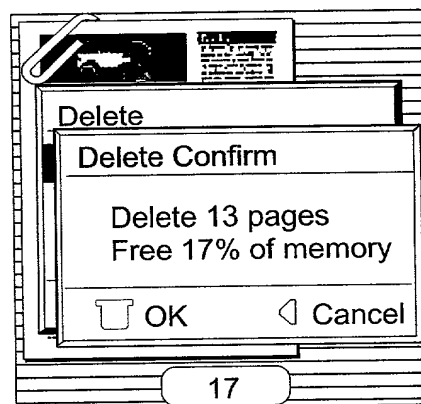 Delete
Delete Confirm
Delete 13 pages
Free 17% of memory
OK
Cancel
17